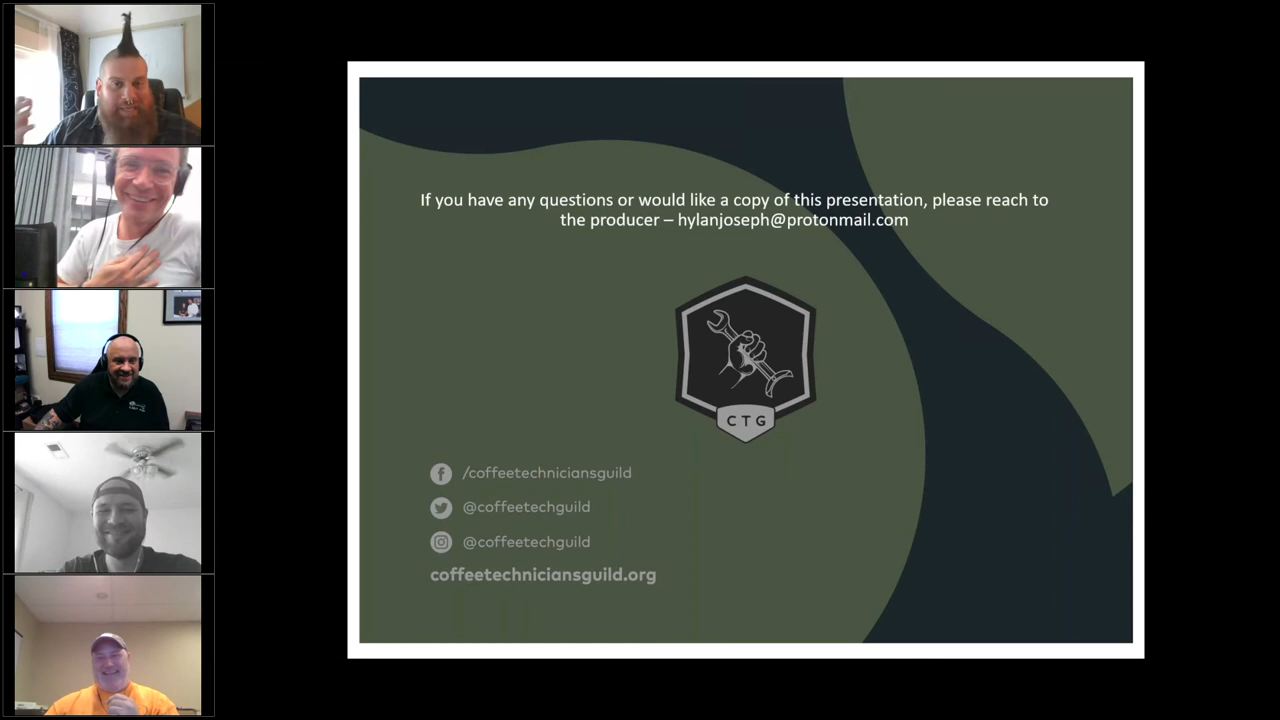 If you have any questions or would like a copy of this presentation, please reach to
the producer – hylanjoseph@protonmail.com
CTG
/coffeetechniciansguild
@coffeetechguild
@coffeetechguild
coffeetechniciansguild.org